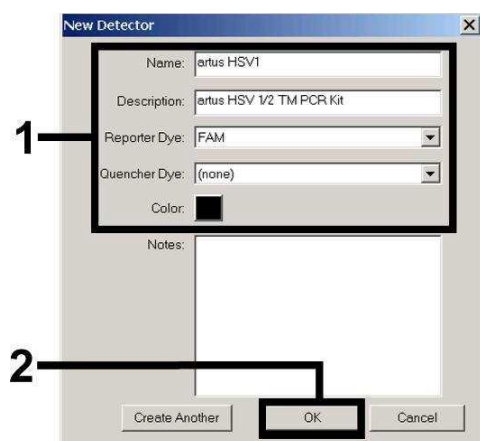 New Detector
Name: artus HSV1
Description: artus HSV 1/2 TM PCR Kit
1
Reporter Dye: FAM
Quencher Dye: (none)
Color:
Notes:
2
Create Another OK Cancel